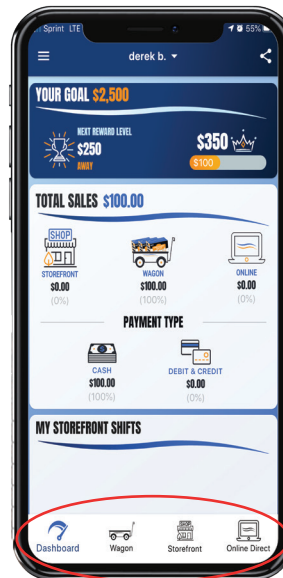 Sprint LTE 55%
derek b.
YOUR GOAL $2,500
NEXT REWARD LEVEL
$250
AWAY
$350
$100
TOTAL SALES $100.00
SHOP
STOREFRONT WAGON ONLINE
$0.00 $100.00 $0.00
(0%) (100%) (0%)
PAYMENT TYPE
CASH DEBIT & CREDIT
$100.00 $0.00
(100%) (0%)
MY STOREFRONT SHIFTS
Dashboard Wagon Storefront Online Direct